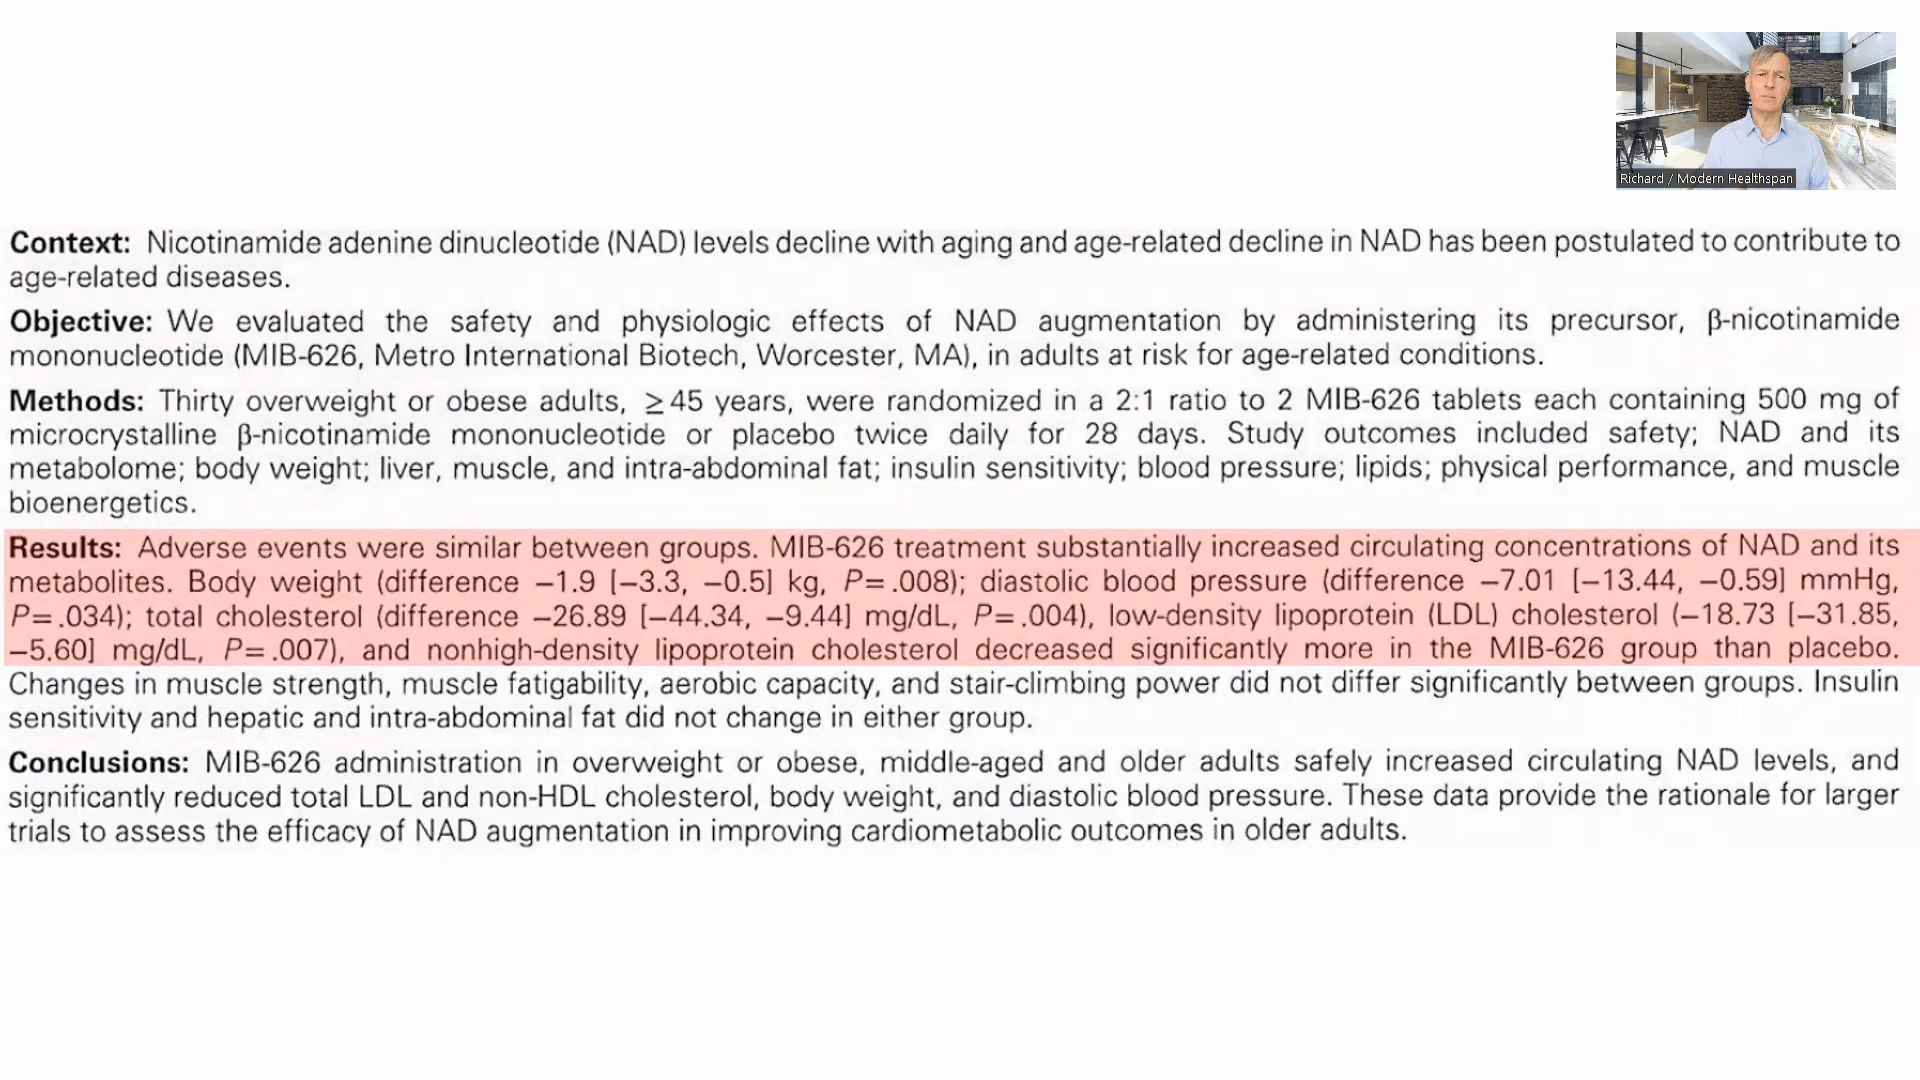 Richard / Modern Healthspan
Context: Nicotinamide adenine dinucleotide (NAD) levels decline with aging and age-related decline in NAD has been postulated to contribute to
age-related diseases.
Objective: We evaluated the safety and physiologic effects of NAD augmentation by administering its precursor, β-nicotinamide
mononucleotide (MIB-626, Metro International Biotech, Worcester, MA), in adults at risk for age-related conditions.
Methods: Thirty overweight or obese adults, ≥45 years, were randomized in a 2:1 ratio to 2 MIB-626 tablets each containing 500 mg of
microcrystalline β-nicotinamide mononucleotide or placebo twice daily for 28 days. Study outcomes included safety; NAD and its
metabolome; body weight; liver, muscle, and intra-abdominal fat; insulin sensitivity; blood pressure; lipids; physical performance, and muscle
bioenergetics.
Results: Adverse events were similar between groups. MIB-626 treatment substantially increased circulating concentrations of NAD and its
metabolites. Body weight (difference −1.9 [−3.3, −0.5] kg, P=.008); diastolic blood pressure (difference −7.01 [−13.44, −0.59] mmHg,
P=.034); total cholesterol (difference −26.89 [−44.34, −9.44] mg/dL, P=.004), low-density lipoprotein (LDL) cholesterol (−18.73 [−31.85,
−5.60] mg/dL, P=.007), and nonhigh-density lipoprotein cholesterol decreased significantly more in the MIB-626 group than placebo.
Changes in muscle strength, muscle fatigability, aerobic capacity, and stair-climbing power did not differ significantly between groups. Insulin
sensitivity and hepatic and intra-abdominal fat did not change in either group.
Conclusions: MIB-626 administration in overweight or obese, middle-aged and older adults safely increased circulating NAD levels, and
significantly reduced total LDL and non-HDL cholesterol, body weight, and diastolic blood pressure. These data provide the rationale for larger
trials to assess the efficacy of NAD augmentation in improving cardiometabolic outcomes in older adults.